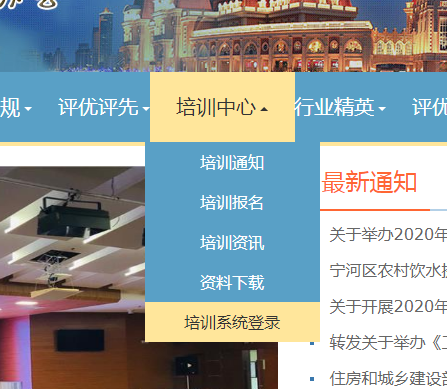 办会
规 评优评先 培训中心 行业精英 评优
培训通知
培训报名
培训资讯
资料下载
培训系统登录
最新通知
关于举办2020年
宁河区农村饮水
关于开展2020年
转发关于举办《
住房和城乡建设部